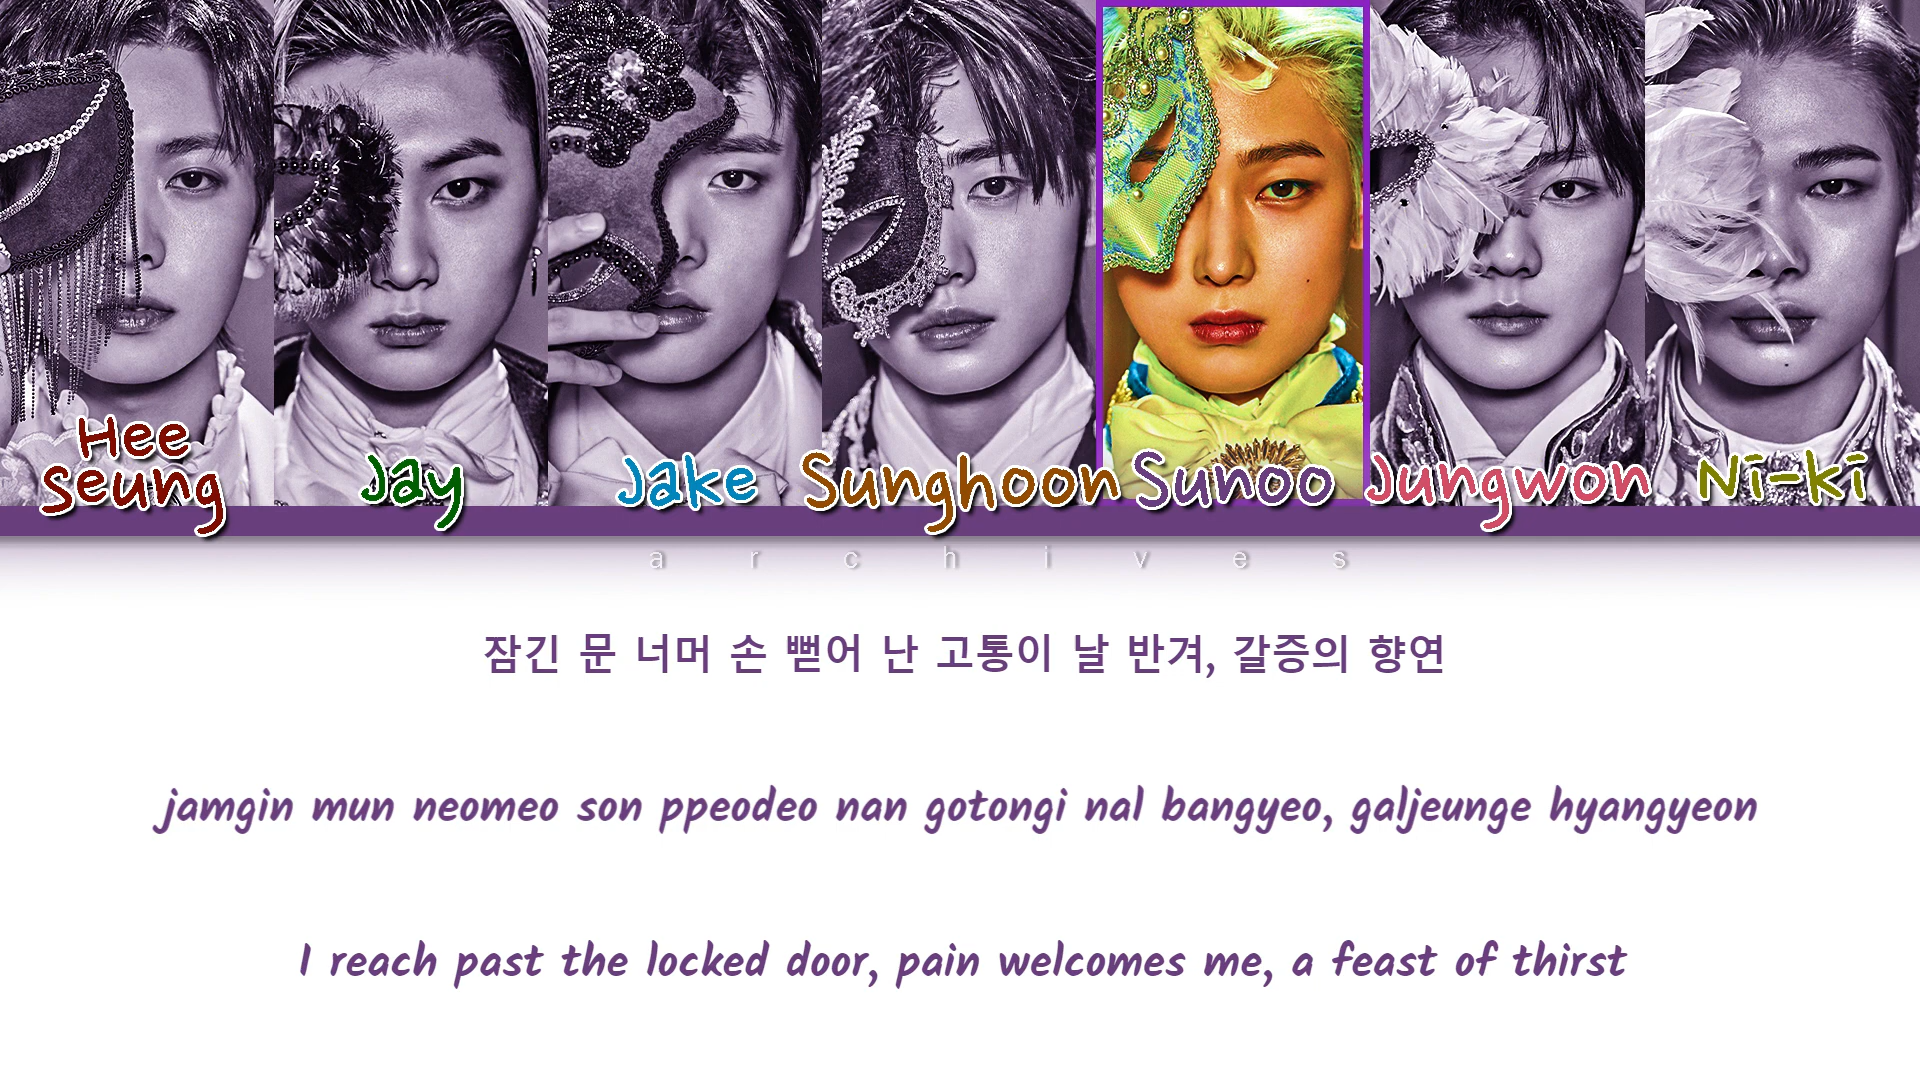 Hee
seung
Jay
Jake
Sunghoon
Sunoo
Jungwon
Ni-ki
archives
잠긴 문 너머 손 뻗어 난 고통이 날 반겨, 갈증의 향연
jamgin mun neomeo son ppeodeo nan gotongi nal bangyeo, galjeunge hyangyeon
I reach past the locked door, pain welcomes me, a feast of thirst